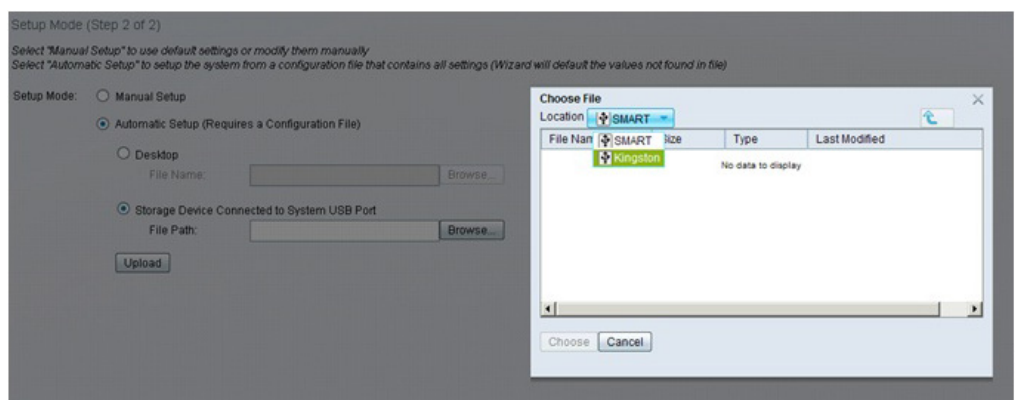 Setup Mode (Step 2 of 2)
Select "Manual Setup" to use default settings or modify them manually
Select "Automatic Setup" to setup the system from a configuration file that contains all settings (Wizard will default the values not found in file)
Setup Mode:
Manual Setup
Automatic Setup (Requires a Configuration File)
Desktop
File Name:
Browse...
Storage Device Connected to System USB Port
File Path:
Browse...
Upload
Choose File
Location SMART
File Nam Size Type Last Modified
SMART
Kingston
No data to display
Choose Cancel